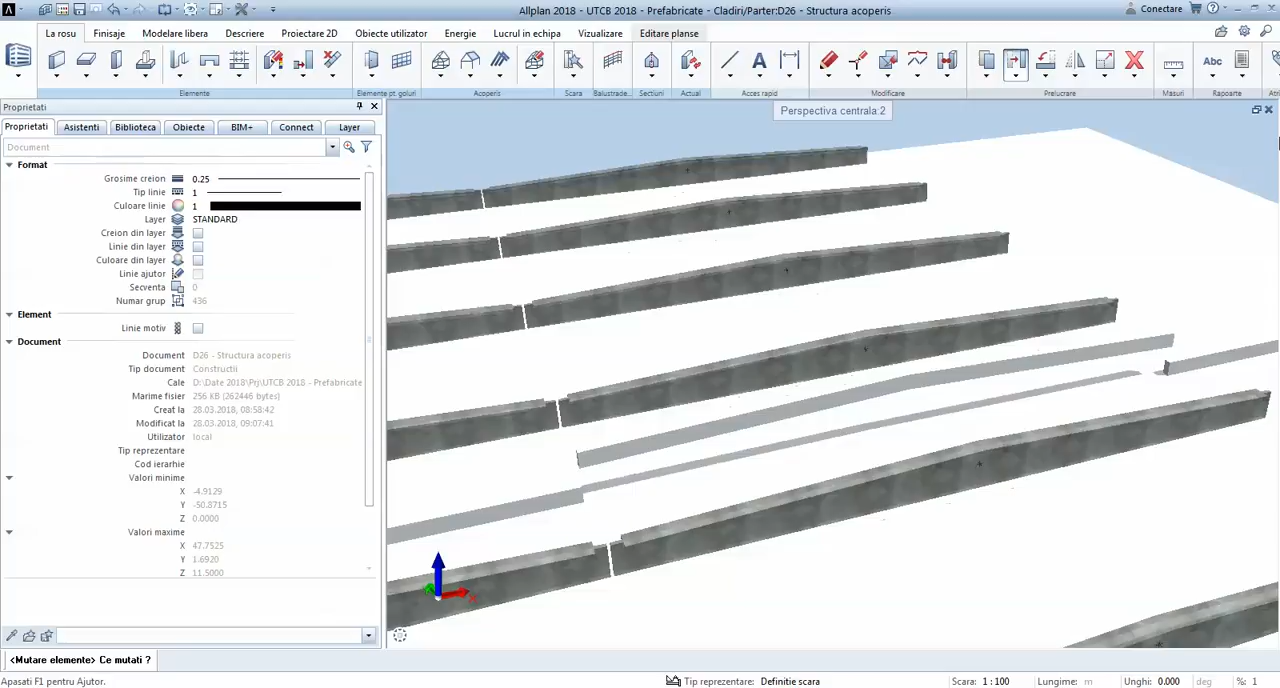 Allplan 2018 - UTCB 2018 - Prefabricate - Cladiri/Parter:D26 - Structura acoperis
Conectare
La rosu Finisaje Modelare libera Descriere Proiectare 2D Obiecte utilizator Energie Lucrul in echipa Vizualizare Editare planse
A
Abc
Elemente Elemente pt. goluri Acoperis Scara Balustrade... Sectiuni Actual Acces rapid Modificare Prelucrare Masuri Rapoarte
Proprietati
Proprietati Asistenti Biblioteca Obiecte BIM+ Connect Layer
Document
Format
Grosime creion 0.25
Tip linie 1
Culoare linie 1
Layer STANDARD
Creion din layer
Linie din layer
Culoare din layer
Linie ajutor
Secventa 0
Numar grup 436
Element
Linie motiv
Document
Document D26 - Structura acoperis
Tip document Constructii
Cale D:\Date 2018\Prj\UTCB 2018 - Prefabricate
Marime fisier 256 KB (262446 bytes)
Creat la 28.03.2018, 08:58:42
Modificat la 28.03.2018, 09:07:41
Utilizator local
Tip reprezentare
Cod ierarhie
Valori minime
X -4.9129
Y -50.8715
Z 0.0000
Valori maxime
X 47.7525
Y 1.6920
Z 11.5000
Perspectiva centrala:2
<Mutare elemente> Ce mutati ?
Apasati F1 pentru Ajutor. Tip reprezentare: Definitie scara Scara: 1 : 100 Lungime: m Unghi: 0.000 deg %: 1